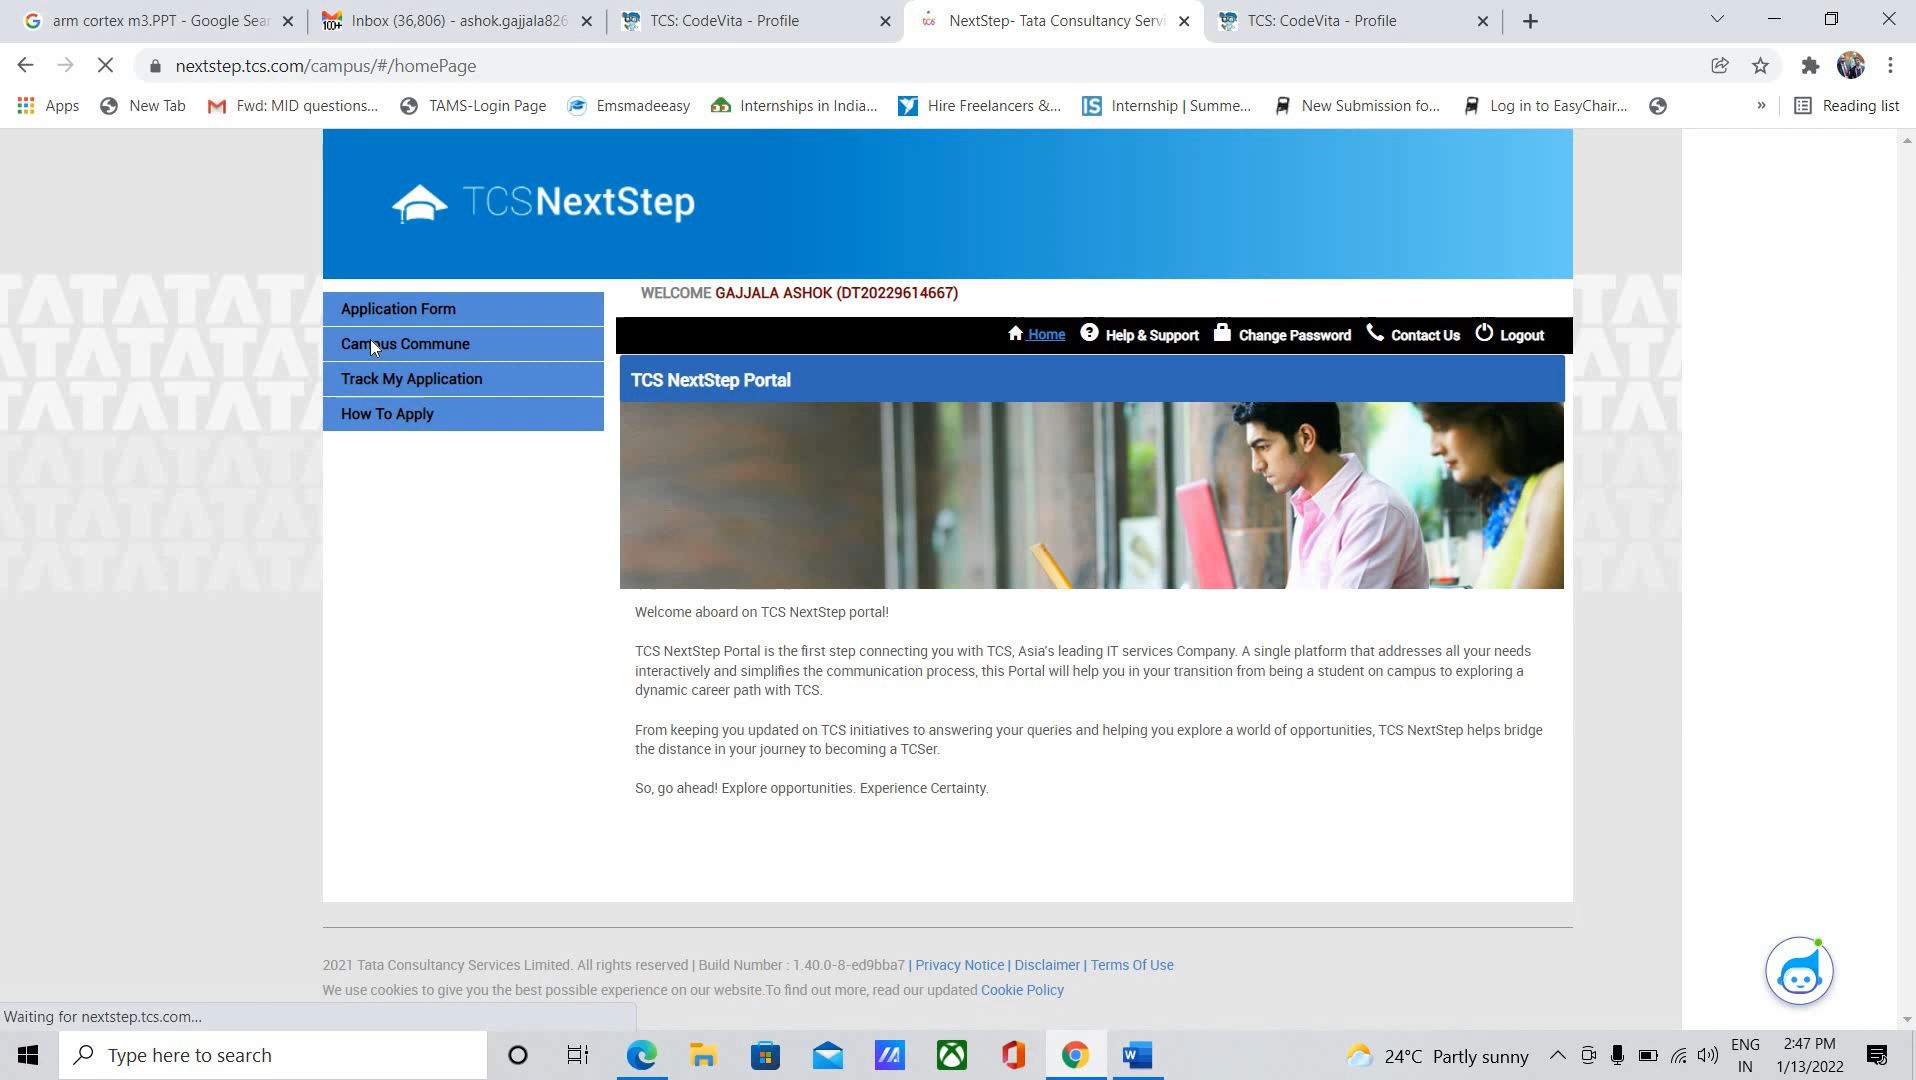 arm cortex m3.PPT - Google Sear
Inbox (36,806) - ashok.gajjala826
TCS: CodeVita - Profile
NextStep- Tata Consultancy Servi
TCS: CodeVita - Profile
nextstep.tcs.com/campus/#/homePage
Apps
New Tab
Fwd: MID questions...
TAMS-Login Page
Emsmadeeasy
Internships in India...
Hire Freelancers &...
Internship | Summe...
New Submission fo...
Log in to EasyChair...
»
Reading list
TCS NextStep
WELCOME GAJJALA ASHOK (DT20229614667)
Application Form
Campus Commune
Track My Application
How To Apply
Home
Help & Support
Change Password
Contact Us
Logout
TCS NextStep Portal
Welcome aboard on TCS NextStep portal!
TCS NextStep Portal is the first step connecting you with TCS, Asia's leading IT services Company. A single platform that addresses all your needs
interactively and simplifies the communication process, this Portal will help you in your transition from being a student on campus to exploring a
dynamic career path with TCS.
From keeping you updated on TCS initiatives to answering your queries and helping you explore a world of opportunities, TCS NextStep helps bridge
the distance in your journey to becoming a TCSer.
So, go ahead! Explore opportunities. Experience Certainty.
2021 Tata Consultancy Services Limited. All rights reserved | Build Number : 1.40.0-8-ed9bba7 | Privacy Notice | Disclaimer | Terms Of Use
We use cookies to give you the best possible experience on our website.To find out more, read our updated Cookie Policy
Waiting for nextstep.tcs.com...
Type here to search
24°C Partly sunny
ENG
IN
2:47 PM
1/13/2022